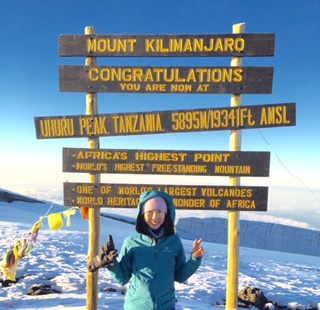 MOUNT KILIMANJARO
CONGRATULATIONS
YOU ARE NOW AT
UHURU PEAK, TANZANIA, 5895M/19341FT. AMSL
• AFRICA'S HIGHEST POINT
• WORLD'S HIGHEST FREE-STANDING MOUNTAIN
• ONE OF WORLD'S LARGEST VOLCANOES
WORLD HERITAGE WONDER OF AFRICA